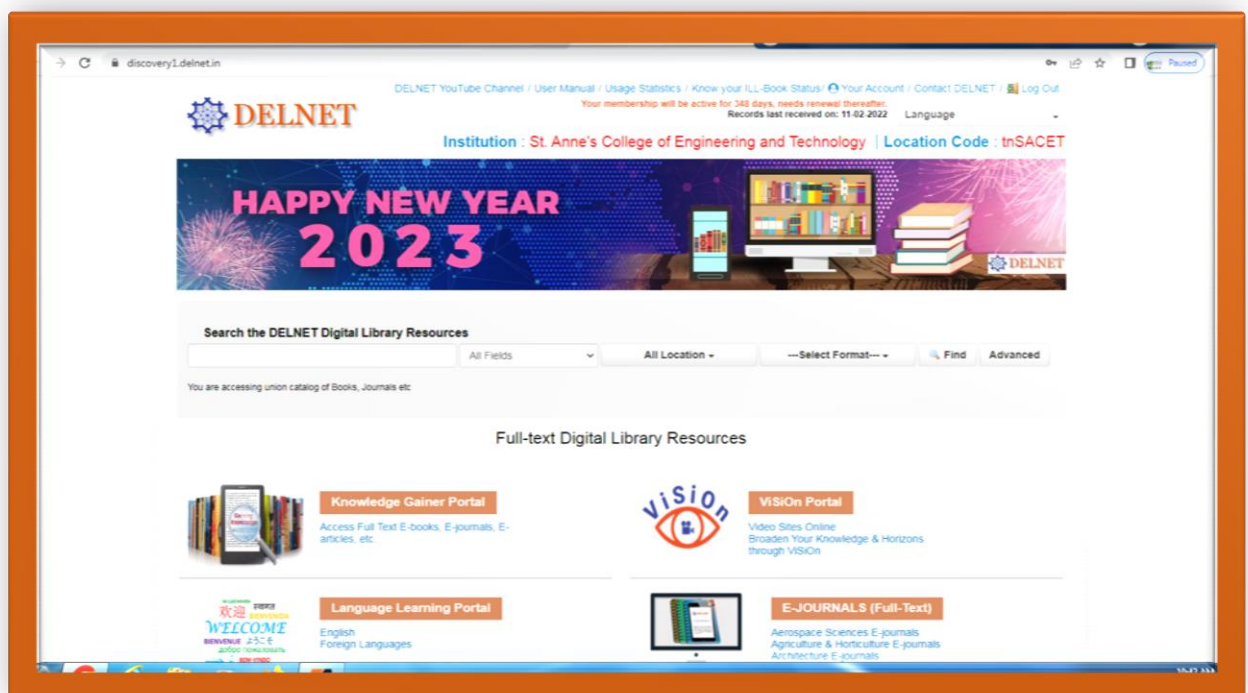 discovery1.delnet.in
Paused
DELNET YouTube Channel / User Manual / Usage Statistics / Know your ILL-Book Status/ Your Account / Contact DELNET / Log Out
Your membership will be active for 348 days, needs renewal thereafter.
DELNET
Records last received on: 11-02-2022 Language
Institution : St. Anne's College of Engineering and Technology | Location Code : tnSACET
HAPPY NEW YEAR
2023
DELNET
Search the DELNET Digital Library Resources
All Fields All Location ---Select Format--- Find Advanced
You are accessing union catalog of Books, Journals etc
Full-text Digital Library Resources
Knowledge Gainer Portal
Access Full Text E-books, E-journals, E-
articles, etc
ViSiOn
ViSiOn Portal
Video Sites Online
Broaden Your Knowledge & Horizons
through ViSiOn
欢迎
WELCOME
BIENVENUE ようこそ
добро пожаловать
Language Learning Portal
English
Foreign Languages
E-JOURNALS (Full-Text)
Aerospace Sciences E-journals
Agriculture & Horticulture E-journals
Architecture E-journals